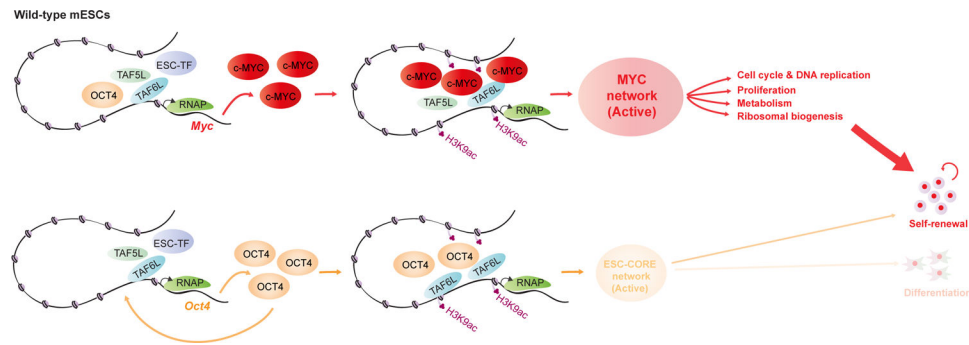 Wild-type mESCs
ESC-TF
TAF5L
OCT4
TAF6L
RNAP
Myc
c-MYC
c-MYC
c-MYC
c-MYC
c-MYC
c-MYC
TAF5L
TAF6L
RNAP
H3K9ac
H3K9ac
MYC
network
(Active)
Cell cycle & DNA replication
Proliferation
Metabolism
Ribosomal biogenesis
Self-renewal
ESC-TF
TAF5L
TAF6L
RNAP
Oct4
OCT4
OCT4
OCT4
OCT4
OCT4
TAF6L
TAF6L
RNAP
H3K9ac
H3K9ac
ESC-CORE
network
(Active)
Differentiation